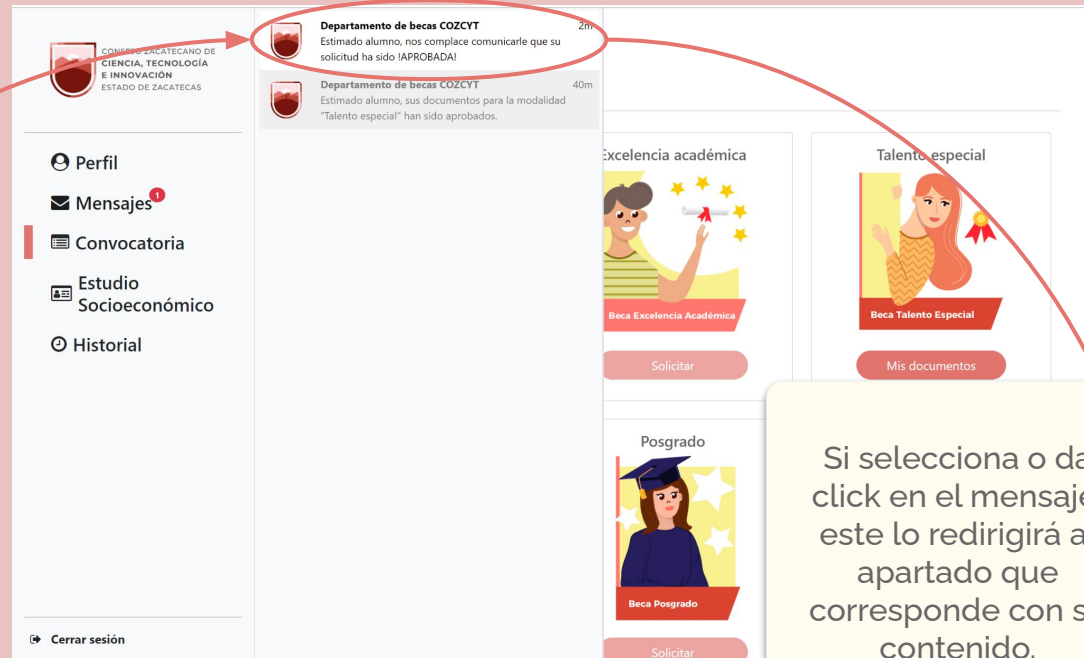 CONSEJO ZACATECANO DE
CIENCIA, TECNOLOGÍA
E INNOVACIÓN
ESTADO DE ZACATECAS
Perfil
Mensajes 1
Convocatoria
Estudio
Socioeconómico
Historial
Cerrar sesión
Departamento de becas COZCYT 2m
Estimado alumno, nos complace comunicarle que su
solicitud ha sido !APROBADA!
Departamento de becas COZCYT 40m
Estimado alumno, sus documentos para la modalidad
"Talento especial" han sido aprobados.
Excelencia académica
Beca Excelencia Académica
Solicitar
Talento especial
Beca Talento Especial
Mis documentos
Posgrado
Beca Posgrado
Solicitar
Si selecciona o da
click en el mensaje
este lo redirigirá a
apartado que
corresponde con s
contenido.